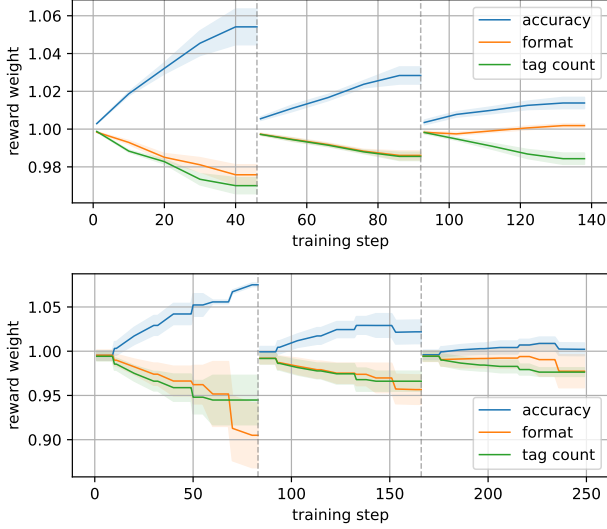 1.06
1.04
1.02
1.00
0.98
reward weight
accuracy
format
tag count
0 20 40 60 80 100 120 140
training step
1.05
1.00
0.95
0.90
reward weight
accuracy
format
tag count
0 50 100 150 200 250
training step